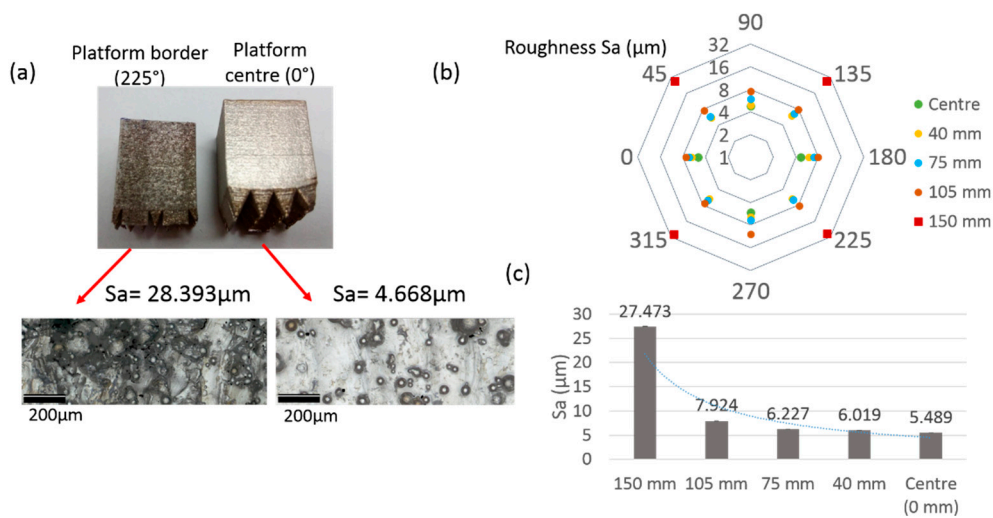 (a)
Platform border
(225°)
Platform
centre (0°)
Sa= 28.393µm
Sa= 4.668µm
200µm
200µm
(b)
Roughness Sa (µm)
90
32
16
8
4
2
1
45
135
0
180
315
225
270
Centre
40 mm
75 mm
105 mm
150 mm
(c)
Sa (µm)
30
25
20
15
10
5
0
27.473
7.924
6.227
6.019
5.489
150 mm
105 mm
75 mm
40 mm
Centre
(0 mm)